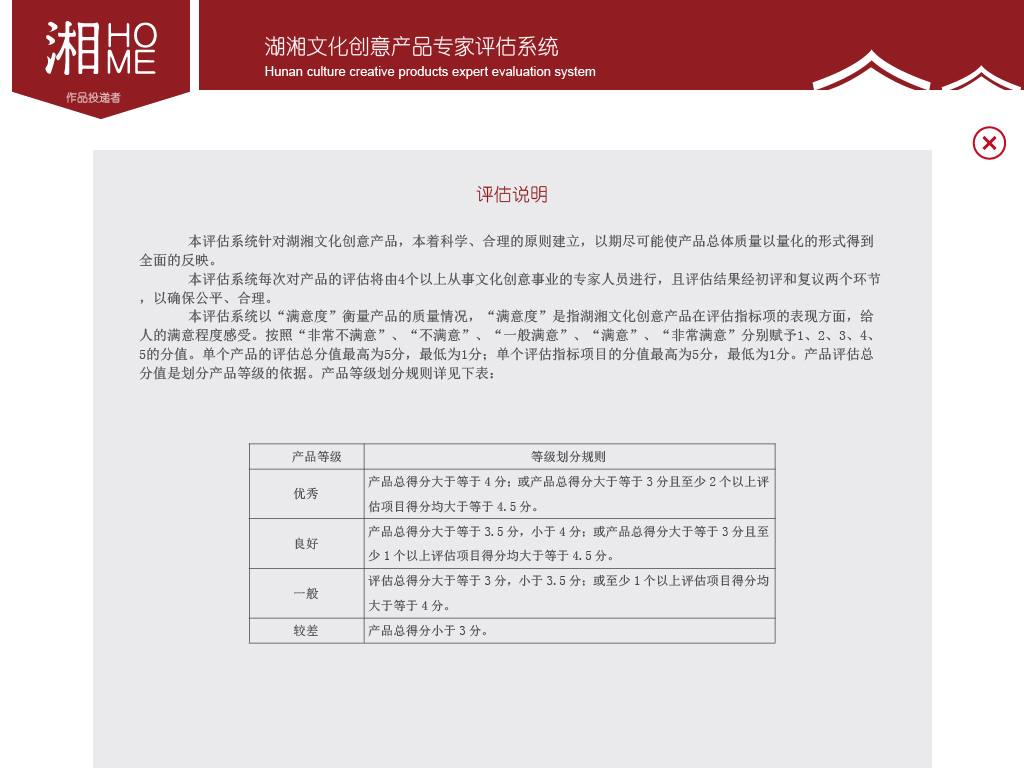 湘 HOME
作品投递者
湖湘文化创意产品专家评估系统
Hunan culture creative products expert evaluation system
评估说明
本评估系统针对湖湘文化创意产品，本着科学、合理的原则建立，以期尽可能使产品总体质量以量化的形式得到
全面的反映。
本评估系统每次对产品的评估将由4个以上从事文化创意事业的专家人员进行，且评估结果经初评和复议两个环节
，以确保公平、合理。
本评估系统以“满意度”衡量产品的质量情况，“满意度”是指湖湘文化创意产品在评估指标项的表现方面，给
人的满意程度感受。按照“非常不满意”、“不满意”、“一般满意”、“满意”、“非常满意”分别赋予1、2、3、4、
5的分值。单个产品的评估总分值最高为5分，最低为1分；单个评估指标项目的分值最高为5分，最低为1分。产品评估总
分值是划分产品等级的依据。产品等级划分规则详见下表：
产品等级 等级划分规则
优秀 产品总得分大于等于 4 分；或产品总得分大于等于 3 分且至少 2 个以上评
估项目得分均大于等于 4.5 分。
良好 产品总得分大于等于 3.5 分，小于 4 分；或产品总得分大于等于 3 分且至
少 1 个以上评估项目得分均大于等于 4.5 分。
一般 评估总得分大于等于 3 分，小于 3.5 分；或至少 1 个以上评估项目得分均
大于等于 4 分。
较差 产品总得分小于 3 分。